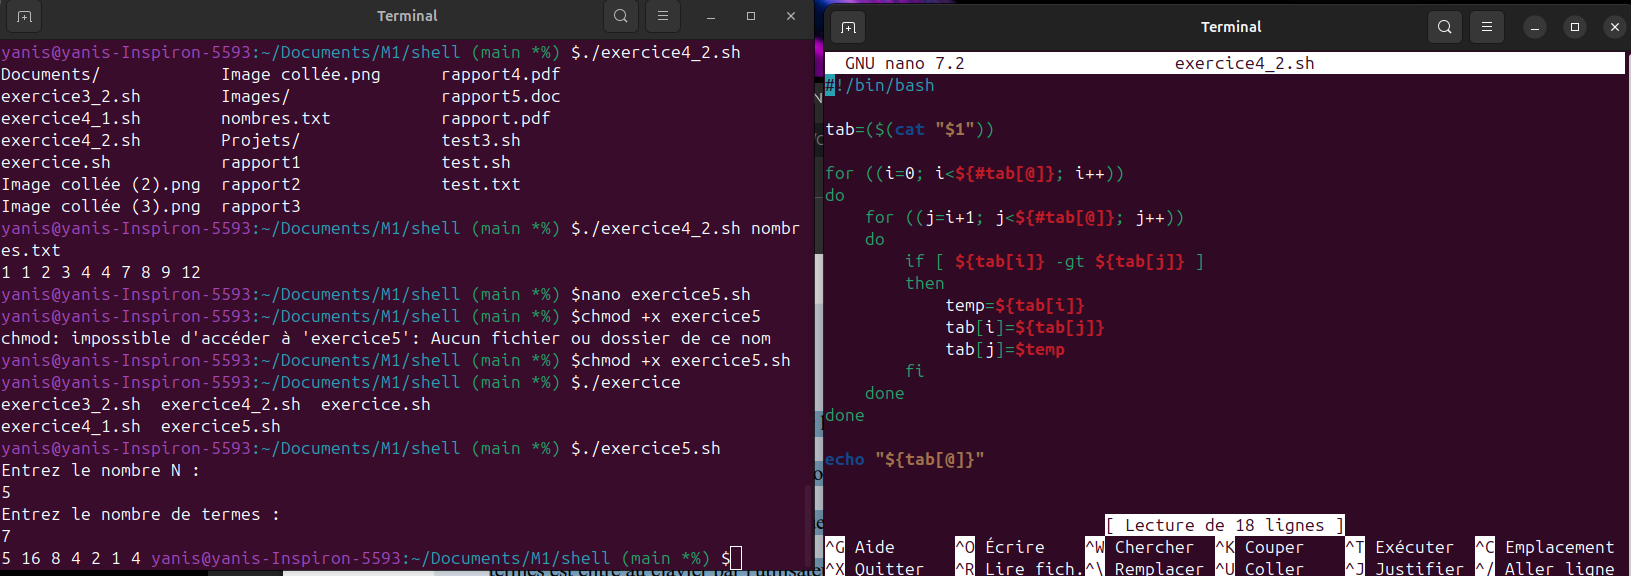 Terminal
yanis@yanis-Inspiron-5593:~/Documents/M1/shell (main *%) $./exercice4_2.sh
Documents/ Image collée.png rapport4.pdf
exercice3_2.sh Images/ rapport5.doc
exercice4_1.sh nombres.txt rapport.pdf
exercice4_2.sh Projets/ test3.sh
exercice.sh rapport1 test.sh
Image collée (2).png rapport2 test.txt
Image collée (3).png rapport3
yanis@yanis-Inspiron-5593:~/Documents/M1/shell (main *%) $./exercice4_2.sh nombr
es.txt
1 1 2 3 4 4 7 8 9 12
yanis@yanis-Inspiron-5593:~/Documents/M1/shell (main *%) $nano exercice5.sh
yanis@yanis-Inspiron-5593:~/Documents/M1/shell (main *%) $chmod +x exercice5
chmod: impossible d'accéder à 'exercice5': Aucun fichier ou dossier de ce nom
yanis@yanis-Inspiron-5593:~/Documents/M1/shell (main *%) $chmod +x exercice5.sh
yanis@yanis-Inspiron-5593:~/Documents/M1/shell (main *%) $./exercice
exercice3_2.sh exercice4_2.sh exercice.sh
exercice4_1.sh exercice5.sh
yanis@yanis-Inspiron-5593:~/Documents/M1/shell (main *%) $./exercice5.sh
Entrez le nombre N :
5
Entrez le nombre de termes :
7
5 16 8 4 2 1 4 yanis@yanis-Inspiron-5593:~/Documents/M1/shell (main *%) $
Terminal
GNU nano 7.2 exercice4_2.sh
#!/bin/bash
tab=($(cat "$1"))
for ((i=0; i<${#tab[@]}; i++))
do
for ((j=i+1; j<${#tab[@]}; j++))
do
if [ ${tab[i]} -gt ${tab[j]} ]
then
temp=${tab[i]}
tab[i]=${tab[j]}
tab[j]=$temp
fi
done
done
echo "${tab[@]}"
[ Lecture de 18 lignes ]
^G Aide ^O Écrire ^W Chercher ^K Couper ^T Exécuter ^C Emplacement
^X Quitter ^R Lire fich. ^\ Remplacer ^U Coller ^J Justifier ^/ Aller ligne